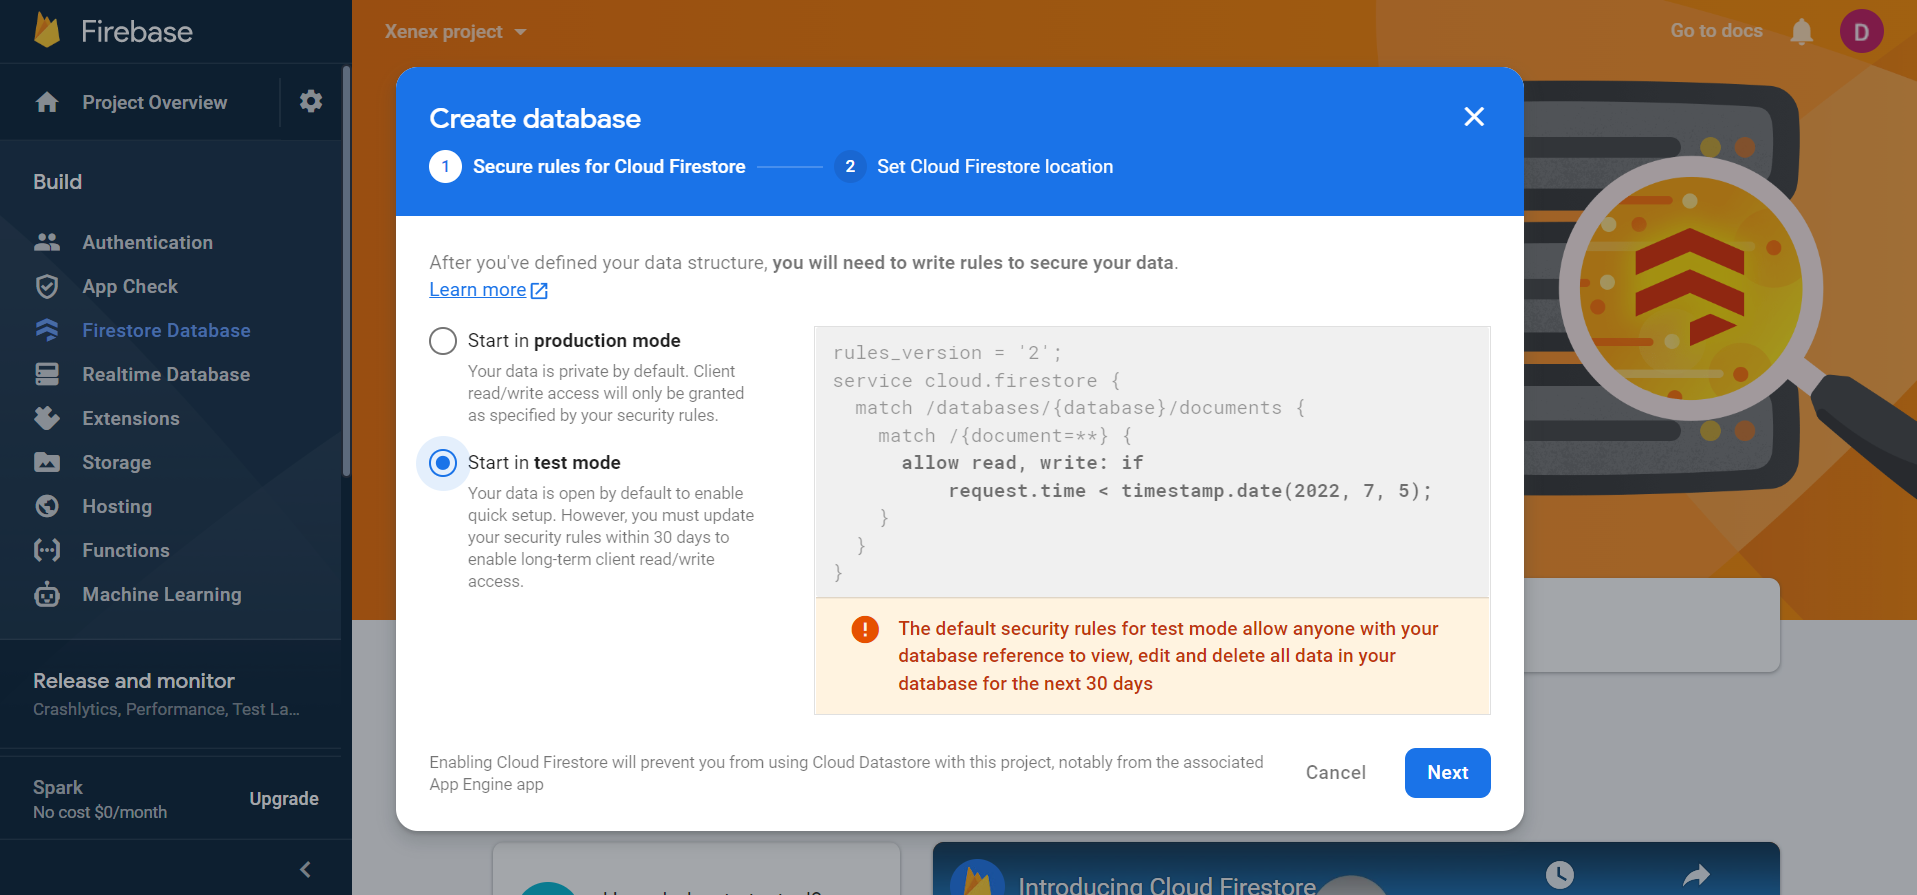 Firebase
Project Overview
Build
Authentication
App Check
Firestore Database
Realtime Database
Extensions
Storage
Hosting
Functions
Machine Learning
Release and monitor
Crashlytics, Performance, Test La...
Spark
No cost $0/month
Upgrade
Xenex project
Go to docs
D
Create database
1 Secure rules for Cloud Firestore
2 Set Cloud Firestore location
After you've defined your data structure, you will need to write rules to secure your data.
Learn more
Start in production mode
Your data is private by default. Client
read/write access will only be granted
as specified by your security rules.
Start in test mode
Your data is open by default to enable
quick setup. However, you must update
your security rules within 30 days to
enable long-term client read/write
access.
rules_version = '2';
service cloud.firestore {
match /databases/{database}/documents {
match /{document=**} {
allow read, write: if
request.time < timestamp.date(2022, 7, 5);
}
}
}
The default security rules for test mode allow anyone with your
database reference to view, edit and delete all data in your
database for the next 30 days
Enabling Cloud Firestore will prevent you from using Cloud Datastore with this project, notably from the associated
App Engine app
Cancel
Next
Introducing Cloud Firestore